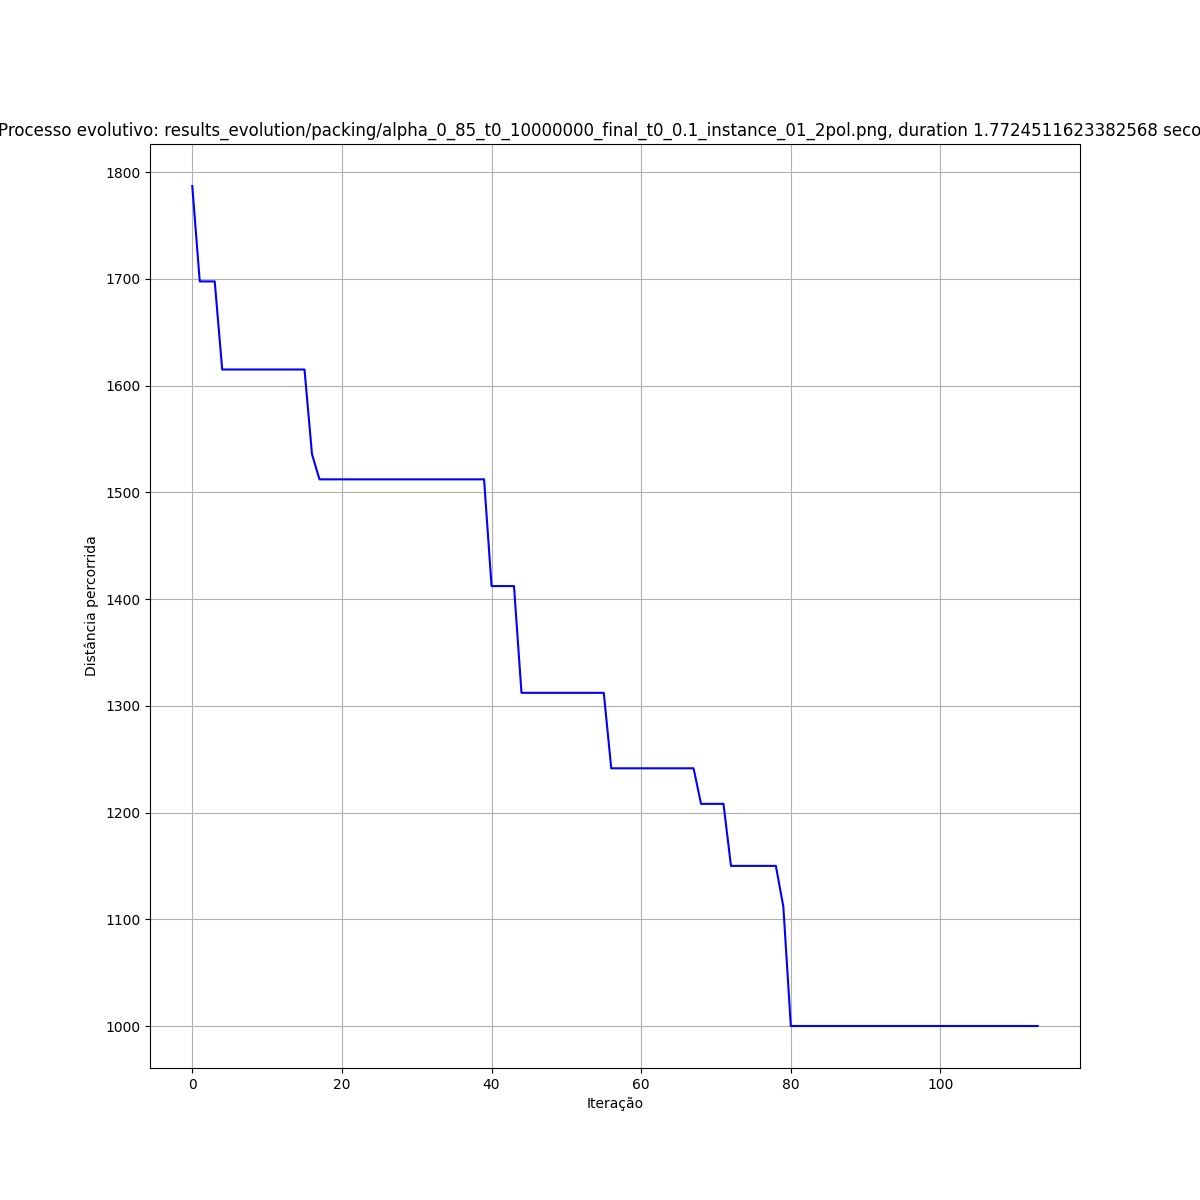 Processo evolutivo: results_evolution/packing/alpha_0_85_t0_10000000_final_t0_0.1_instance_01_2pol.png, duration 1.7724511623382568 seco
1800
1700
1600
1500
1400
1300
1200
1100
1000
Distância percorrida
0 20 40 60 80 100
Iteração